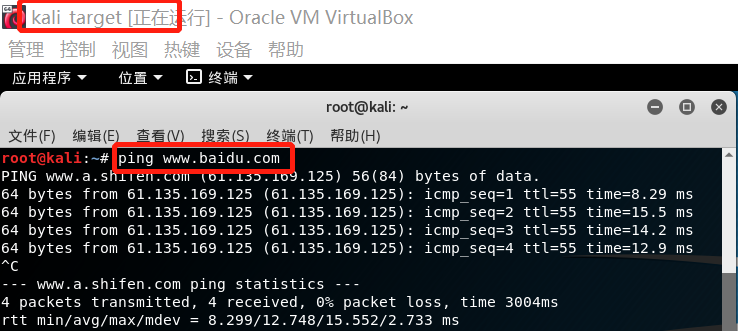 64
kali target [正在运行] - Oracle VM VirtualBox
管理 控制 视图 热键 设备 帮助
应用程序 位置 终端
root@kali: ~
文件(F) 编辑(E) 查看(V) 搜索(S) 终端(T) 帮助(H)
root@kali:~# ping www.baidu.com
PING www.a.shifen.com (61.135.169.125) 56(84) bytes of data.
64 bytes from 61.135.169.125 (61.135.169.125): icmp_seq=1 ttl=55 time=8.29 ms
64 bytes from 61.135.169.125 (61.135.169.125): icmp_seq=2 ttl=55 time=15.5 ms
64 bytes from 61.135.169.125 (61.135.169.125): icmp_seq=3 ttl=55 time=14.2 ms
64 bytes from 61.135.169.125 (61.135.169.125): icmp_seq=4 ttl=55 time=12.9 ms
^C
--- www.a.shifen.com ping statistics ---
4 packets transmitted, 4 received, 0% packet loss, time 3004ms
rtt min/avg/max/mdev = 8.299/12.748/15.552/2.733 ms